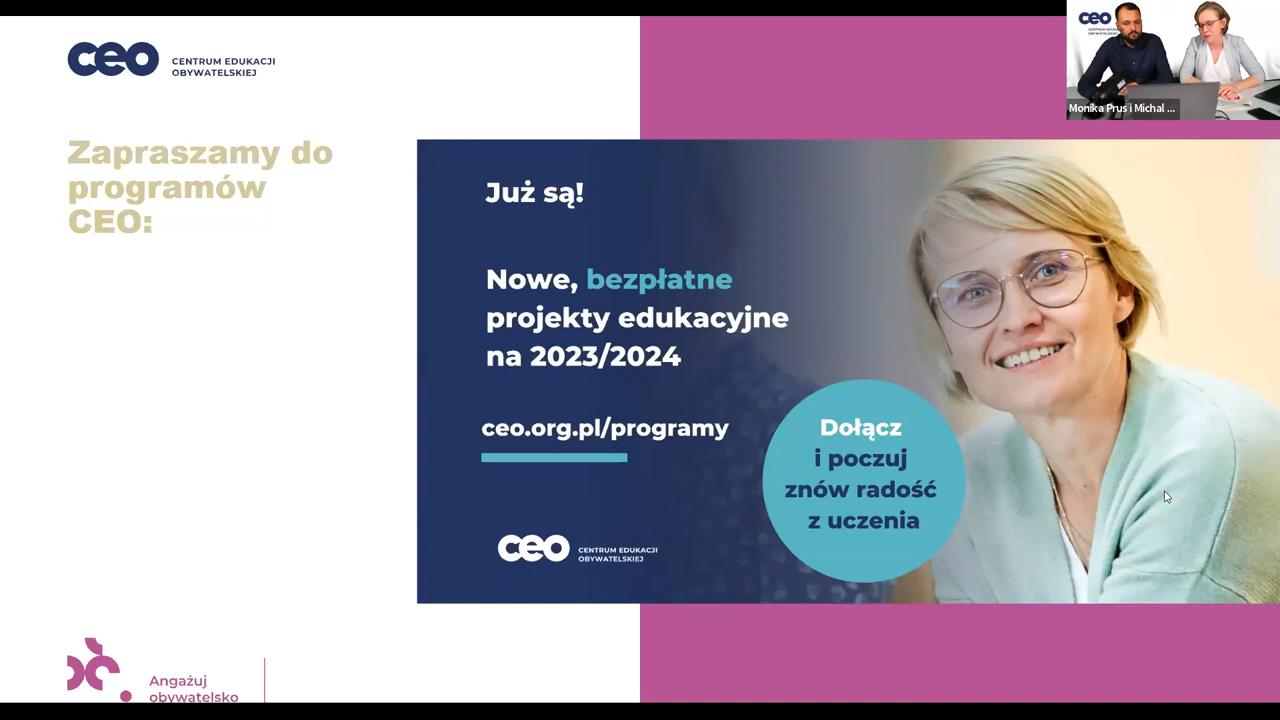 ceo
CENTRUM EDUKACJI
OBYWATELSKIEJ
Zapraszamy do
programów
CEO:
Już są!
Nowe, bezpłatne
projekty edukacyjne
na 2023/2024
ceo.org.pl/programy
Dołącz
i poczuj
znów radość
z uczenia
ceo
CENTRUM EDUKACJI
OBYWATELSKIEJ
Angażuj
obywatelsko
ceo
Monika Prus i Michal ...